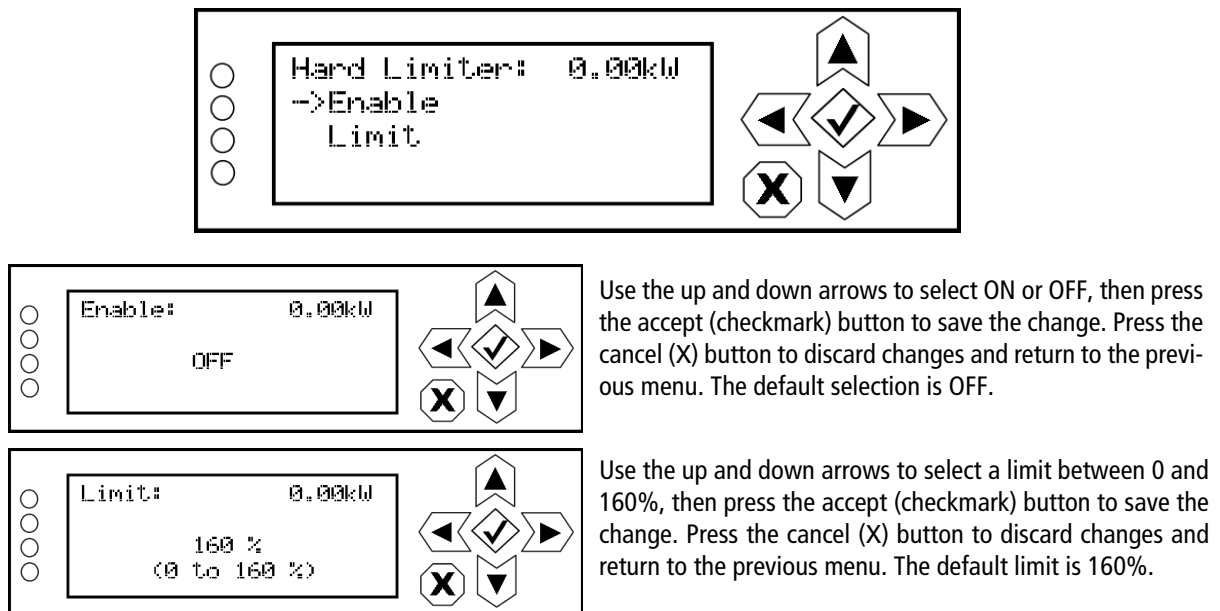 Hard Limiter: 0.00kW
->Enable
Limit
X
Enable: 0.00kW
OFF
X
Use the up and down arrows to select ON or OFF, then press
the accept (checkmark) button to save the change. Press the
cancel (X) button to discard changes and return to the previ-
ous menu. The default selection is OFF.
Limit: 0.00kW
160 %
(0 to 160 %)
X
Use the up and down arrows to select a limit between 0 and
160%, then press the accept (checkmark) button to save the
change. Press the cancel (X) button to discard changes and
return to the previous menu. The default limit is 160%.